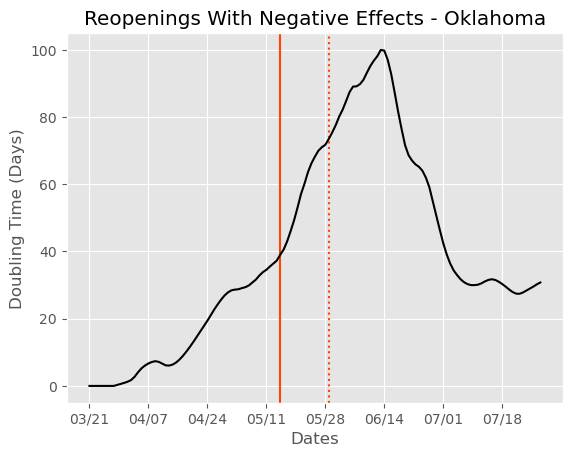 Reopenings With Negative Effects - Oklahoma
Doubling Time (Days)
100
80
60
40
20
0
03/21 04/07 04/24 05/11 05/28 06/14 07/01 07/18
Dates